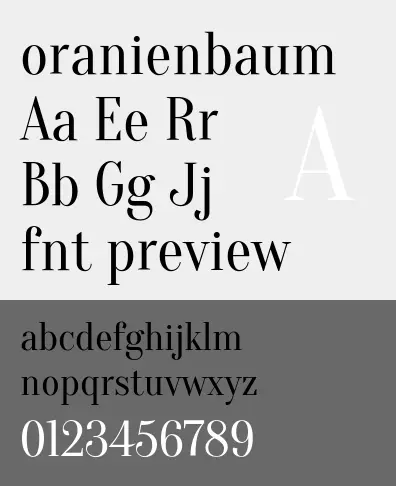 oranienbaum
Aa Ee Rr
A
Bb Gg Jj
fnt preview
abcdefghijklm
nopqrstuvwxyz
0123456789